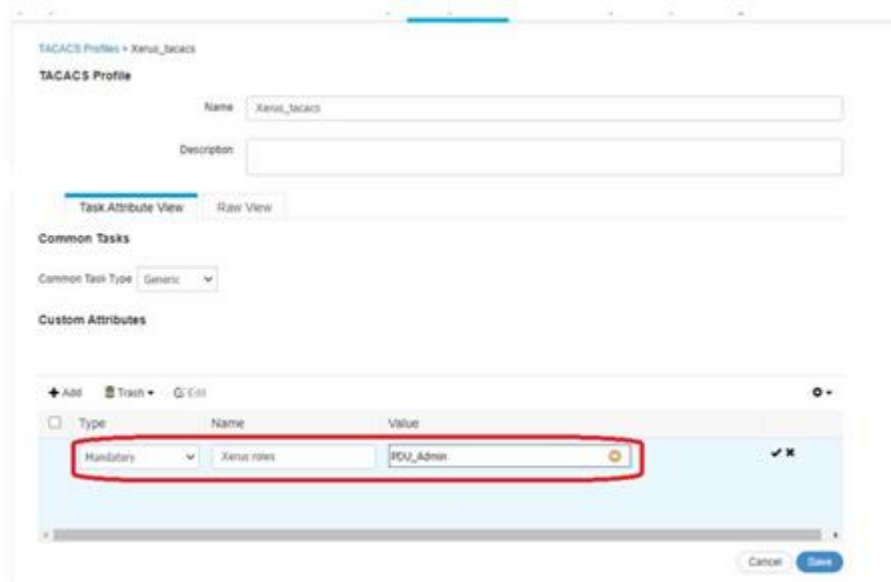 TACACS Profiles > Xerus_tacacs
TACACS Profile
Name Xerus_tacacs
Description
Task Attribute View Raw View
Common Tasks
Common Task Type Generic
Custom Attributes
Add Trash Edit
Type Name Value
Mandatory Xerus roles PDU_Admin
Cancel Save